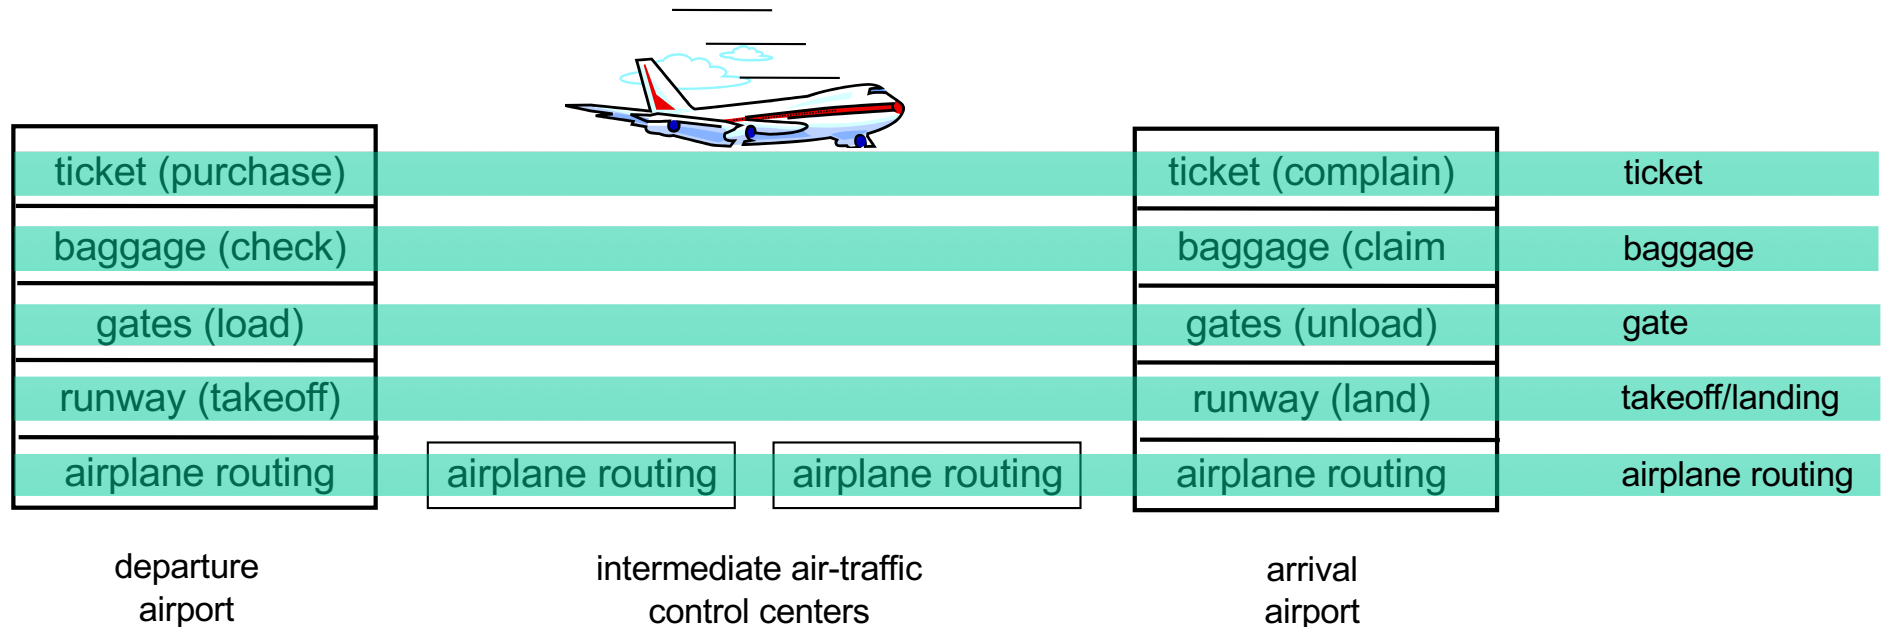 ticket (purchase) ticket (complain) ticket
baggage (check) baggage (claim baggage
gates (load) gates (unload) gate
runway (takeoff) runway (land) takeoff/landing
airplane routing airplane routing airplane routing airplane routing airplane routing
departure
airport
intermediate air-traffic
control centers
arrival
airport